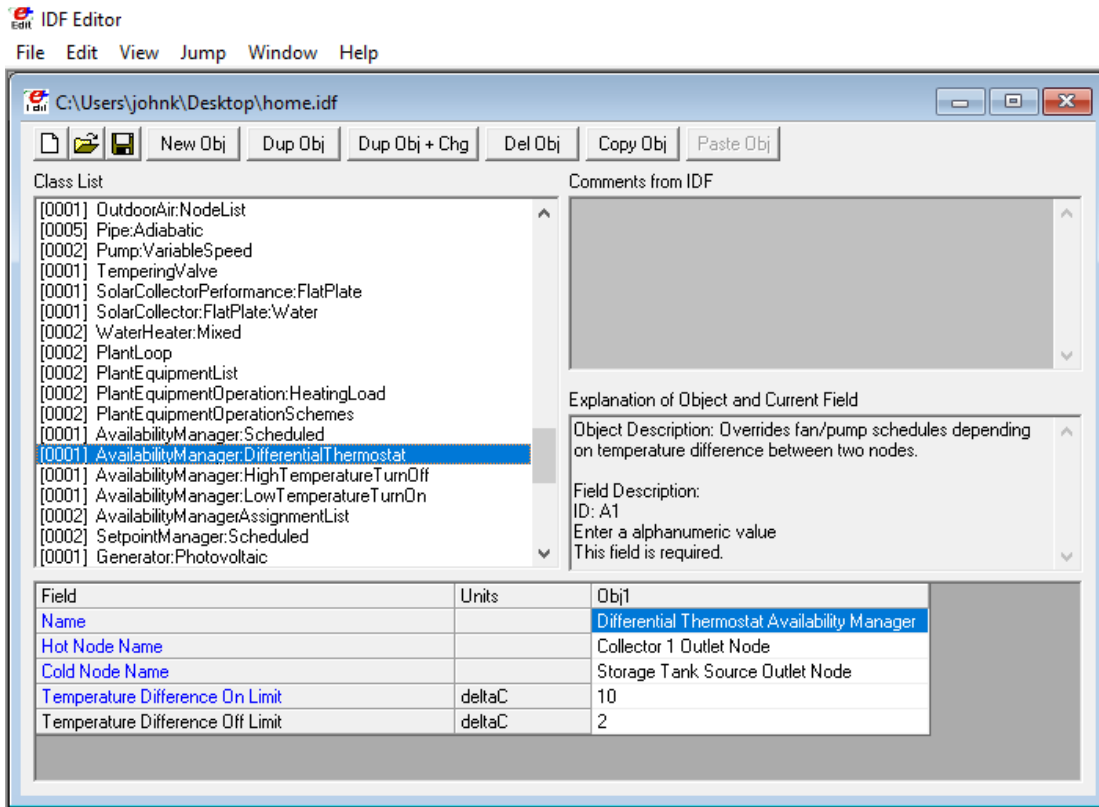 IDF Editor
File Edit View Jump Window Help
C:\Users\johnk\Desktop\home.idf
New Obj Dup Obj Dup Obj + Chg Del Obj Copy Obj Paste Obj
Class List
[0001] OutdoorAir:NodeList
[0005] Pipe:Adiabatic
[0002] Pump:VariableSpeed
[0001] TemperingValve
[0001] SolarCollectorPerformance:FlatPlate
[0001] SolarCollector:FlatPlate:Water
[0002] WaterHeater:Mixed
[0002] PlantLoop
[0002] PlantEquipmentList
[0002] PlantEquipmentOperation:HeatingLoad
[0002] PlantEquipmentOperationSchemes
[0001] AvailabilityManager:Scheduled
[0001] AvailabilityManager:DifferentialThermostat
[0001] AvailabilityManager:HighTemperatureTurnOff
[0001] AvailabilityManager:LowTemperatureTurnOn
[0002] AvailabilityManagerAssignmentList
[0002] SetpointManager:Scheduled
[0001] Generator:Photovoltaic
Comments from IDF
Explanation of Object and Current Field
Object Description: Overrides fan/pump schedules depending
on temperature difference between two nodes.
Field Description:
ID: A1
Enter a alphanumeric value
This field is required.
Field Units Obj1
Name Differential Thermostat Availability Manager
Hot Node Name Collector 1 Outlet Node
Cold Node Name Storage Tank Source Outlet Node
Temperature Difference On Limit deltaC 10
Temperature Difference Off Limit deltaC 2